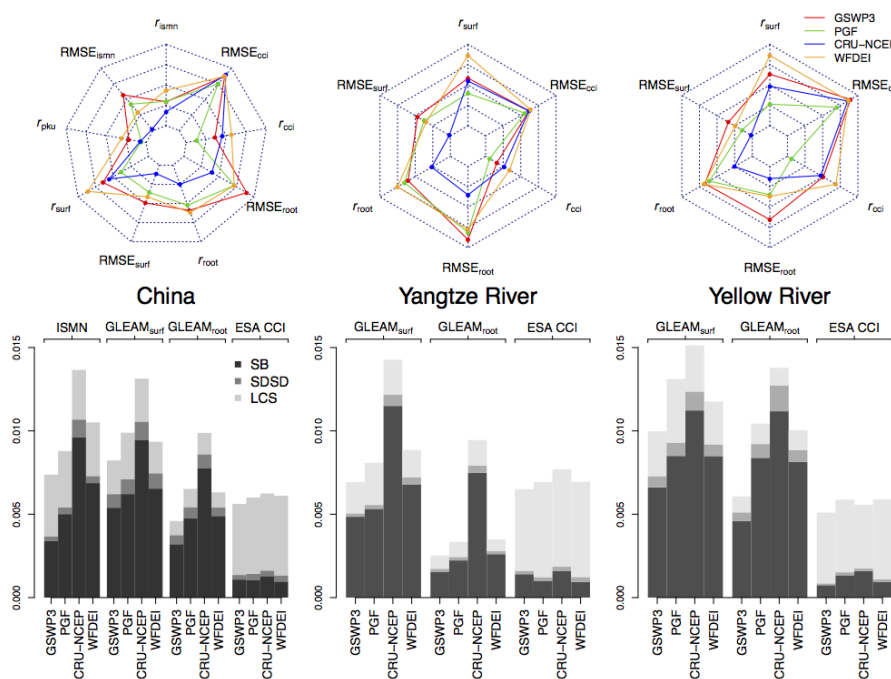 r_ismn
RMSE_ismn
RMSE_cci
r_pku
r_cci
r_surf
RMSE_root
RMSE_surf
r_root
r_surf
RMSE_surf
RMSE_cci
r_root
r_cci
RMSE_root
r_surf
GSWP3
PGF
CRU-NCEP
WFDEI
RMSE_surf
RMSE_c
r_root
r_cci
RMSE_root
China
Yangtze River
Yellow River
ISMN GLEAM_surf GLEAM_root ESA CCI
GLEAM_surf GLEAM_root ESA CCI
GLEAM_surf GLEAM_root ESA CCI
SB
SDSD
LCS
0.015
0.010
0.005
0.000
0.015
0.010
0.005
0.000
0.015
0.010
0.005
0.000
GSWP3 PGF CRU-NCEP WFDEI GSWP3 PGF CRU-NCEP WFDEI GSWP3 PGF CRU-NCEP WFDEI GSWP3 PGF CRU-NCEP WFDEI
GSWP3 PGF CRU-NCEP WFDEI GSWP3 PGF CRU-NCEP WFDEI GSWP3 PGF CRU-NCEP WFDEI
GSWP3 PGF CRU-NCEP WFDEI GSWP3 PGF CRU-NCEP WFDEI GSWP3 PGF CRU-NCEP WFDEI